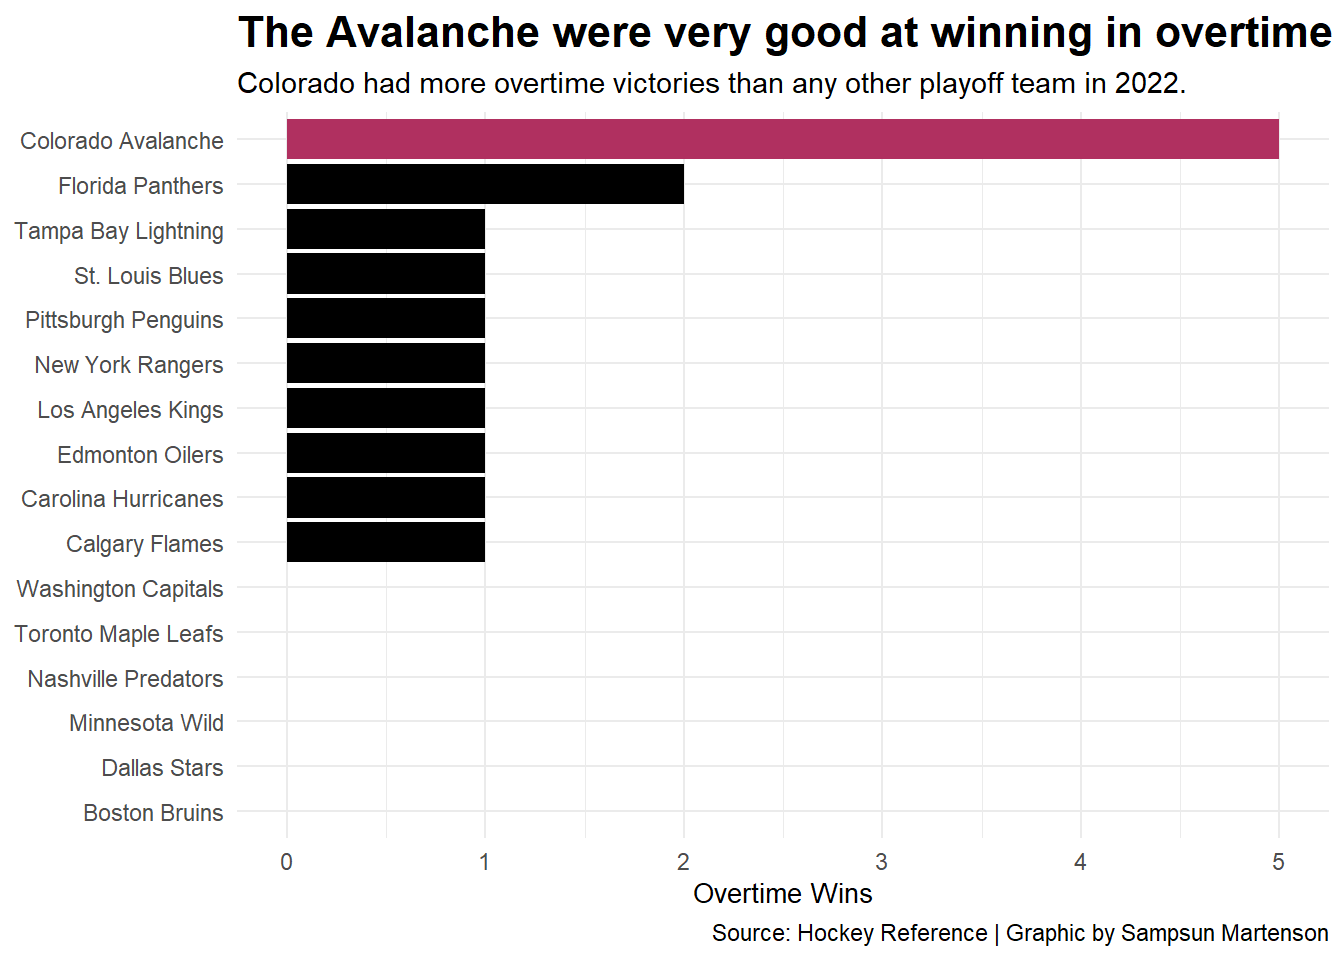 The Avalanche were very good at winning in overtime
Colorado had more overtime victories than any other playoff team in 2022.
Colorado Avalanche
Florida Panthers
Tampa Bay Lightning
St. Louis Blues
Pittsburgh Penguins
New York Rangers
Los Angeles Kings
Edmonton Oilers
Carolina Hurricanes
Calgary Flames
Washington Capitals
Toronto Maple Leafs
Nashville Predators
Minnesota Wild
Dallas Stars
Boston Bruins
0 1 2 3 4 5
Overtime Wins
Source: Hockey Reference | Graphic by Sampsun Martenson